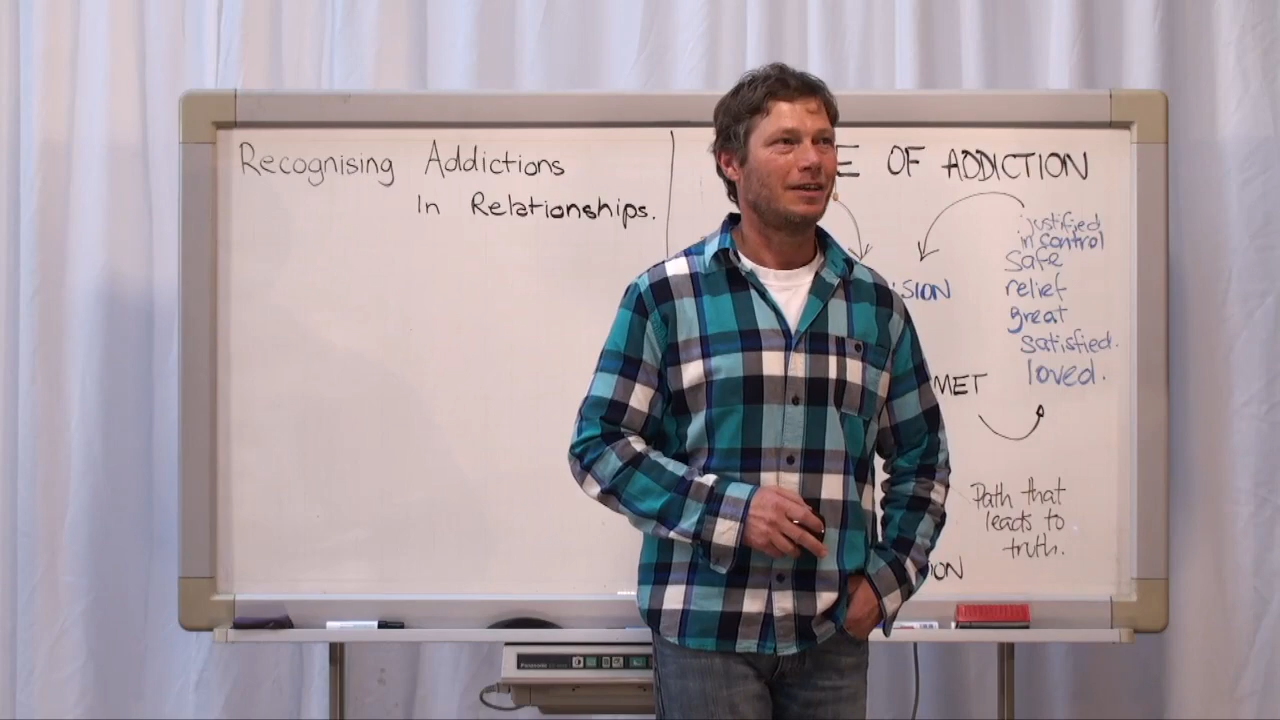 Recognising Addictions
In Relationships.
E OF ADDICTION
justified
in control
safe
relief
great
satisfied.
loved.
SION
MET
Path that
leads to
truth.
ION
Panasonic